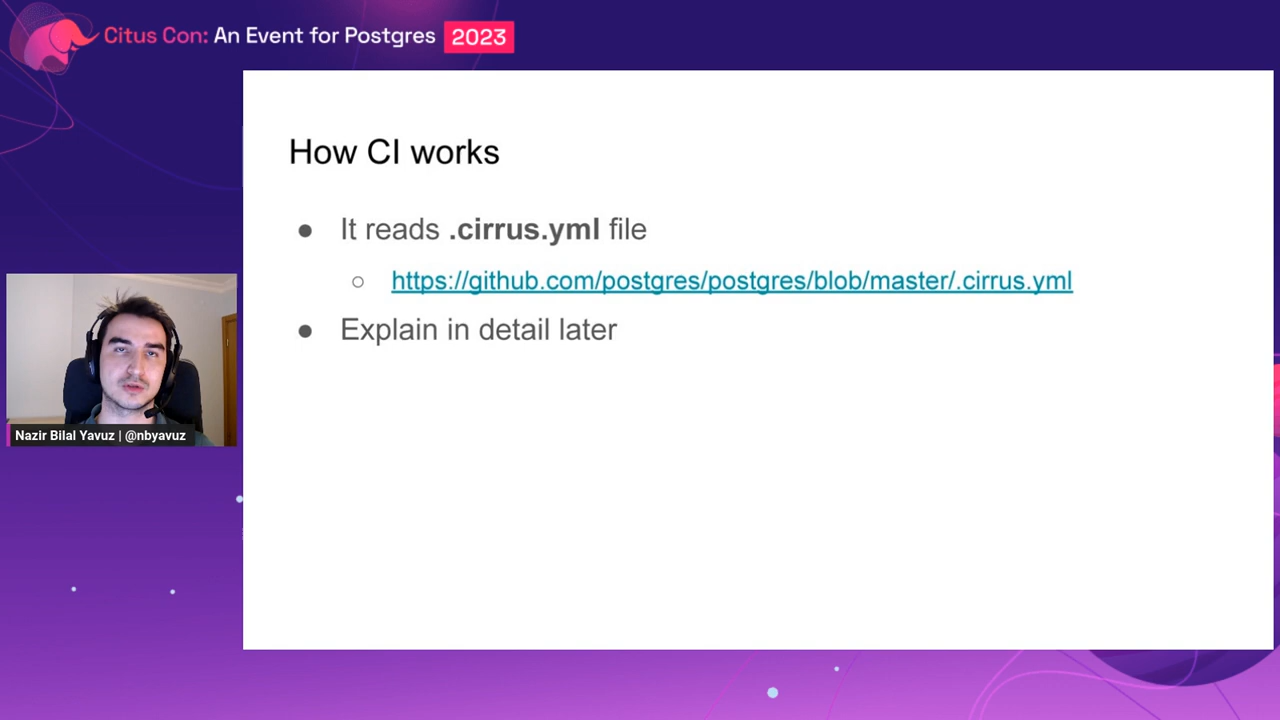 Citus Con: An Event for Postgres 2023
How CI works
● It reads .cirrus.yml file
○ https://github.com/postgres/postgres/blob/master/.cirrus.yml
● Explain in detail later
Nazir Bilal Yavuz | @nbyavuz